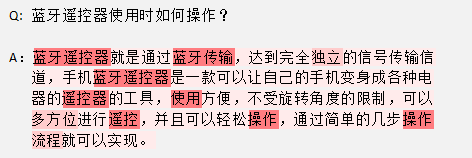 Q: 蓝牙遥控器使用时如何操作？
A: 蓝牙遥控器就是通过蓝牙传输，达到完全独立的信号传输信
道，手机蓝牙遥控器是一款可以让自己的手机变身成各种电
器的遥控器的工具，使用方便，不受旋转角度的限制，可以
多方位进行遥控，并且可以轻松操作，通过简单的几步操作
流程就可以实现。